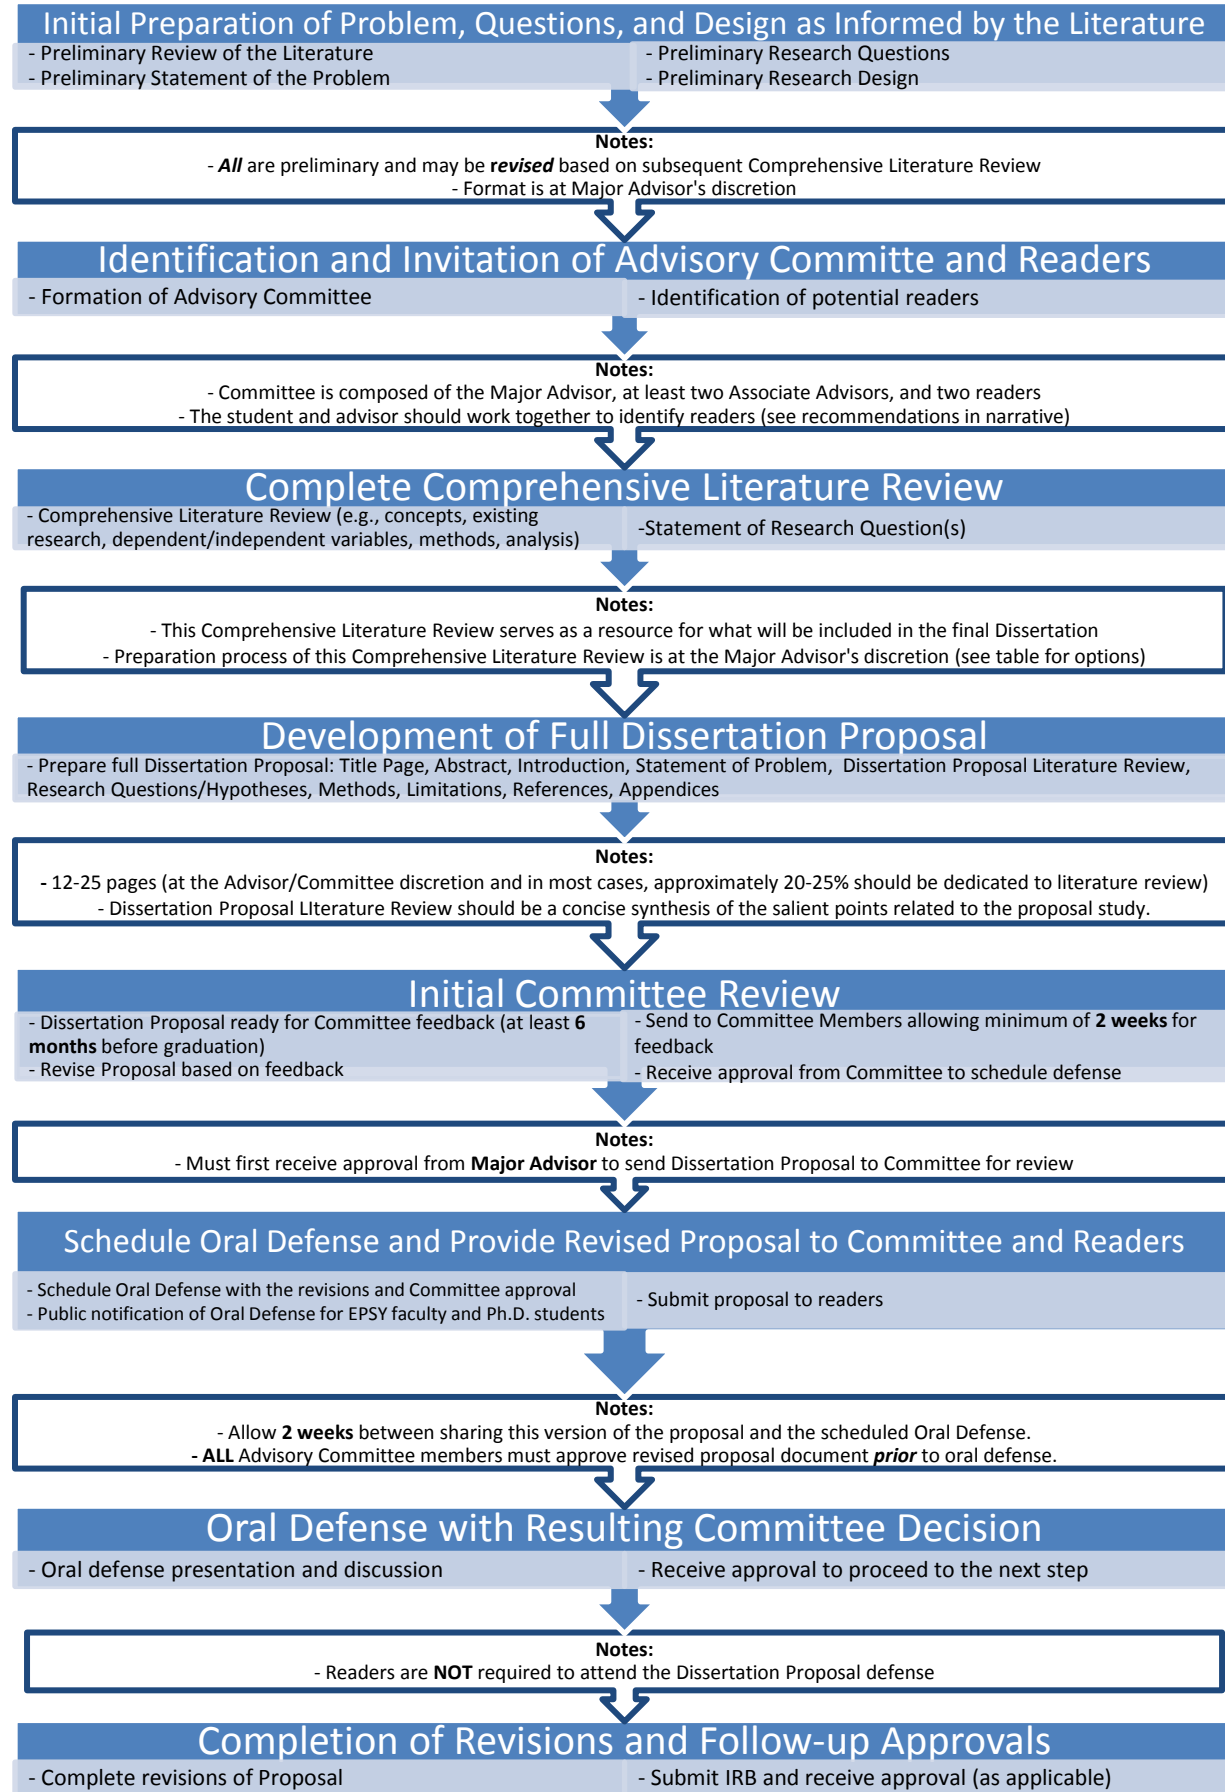 Initial Preparation of Problem, Questions, and Design as Informed by the Literature
- Preliminary Review of the Literature
- Preliminary Statement of the Problem
- Preliminary Research Questions
- Preliminary Research Design
Notes:
- All are preliminary and may be revised based on subsequent Comprehensive Literature Review
- Format is at Major Advisor's discretion
Identification and Invitation of Advisory Committe and Readers
- Formation of Advisory Committee
- Identification of potential readers
Notes:
- Committee is composed of the Major Advisor, at least two Associate Advisors, and two readers
- The student and advisor should work together to identify readers (see recommendations in narrative)
Complete Comprehensive Literature Review
- Comprehensive Literature Review (e.g., concepts, existing
research, dependent/independent variables, methods, analysis)
-Statement of Research Question(s)
Notes:
- This Comprehensive Literature Review serves as a resource for what will be included in the final Dissertation
- Preparation process of this Comprehensive Literature Review is at the Major Advisor's discretion (see table for options)
Development of Full Dissertation Proposal
- Prepare full Dissertation Proposal: Title Page, Abstract, Introduction, Statement of Problem, Dissertation Proposal Literature Review,
Research Questions/Hypotheses, Methods, Limitations, References, Appendices
Notes:
- 12-25 pages (at the Advisor/Committee discretion and in most cases, approximately 20-25% should be dedicated to literature review)
- Dissertation Proposal LIterature Review should be a concise synthesis of the salient points related to the proposal study.
Initial Committee Review
- Dissertation Proposal ready for Committee feedback (at least 6
months before graduation)
- Revise Proposal based on feedback
- Send to Committee Members allowing minimum of 2 weeks for
feedback
- Receive approval from Committee to schedule defense
Notes:
- Must first receive approval from Major Advisor to send Dissertation Proposal to Committee for review
Schedule Oral Defense and Provide Revised Proposal to Committee and Readers
- Schedule Oral Defense with the revisions and Committee approval
- Public notification of Oral Defense for EPSY faculty and Ph.D. students
- Submit proposal to readers
Notes:
- Allow 2 weeks between sharing this version of the proposal and the scheduled Oral Defense.
- ALL Advisory Committee members must approve revised proposal document prior to oral defense.
Oral Defense with Resulting Committee Decision
- Oral defense presentation and discussion
- Receive approval to proceed to the next step
Notes:
- Readers are NOT required to attend the Dissertation Proposal defense
Completion of Revisions and Follow-up Approvals
- Complete revisions of Proposal
- Submit IRB and receive approval (as applicable)